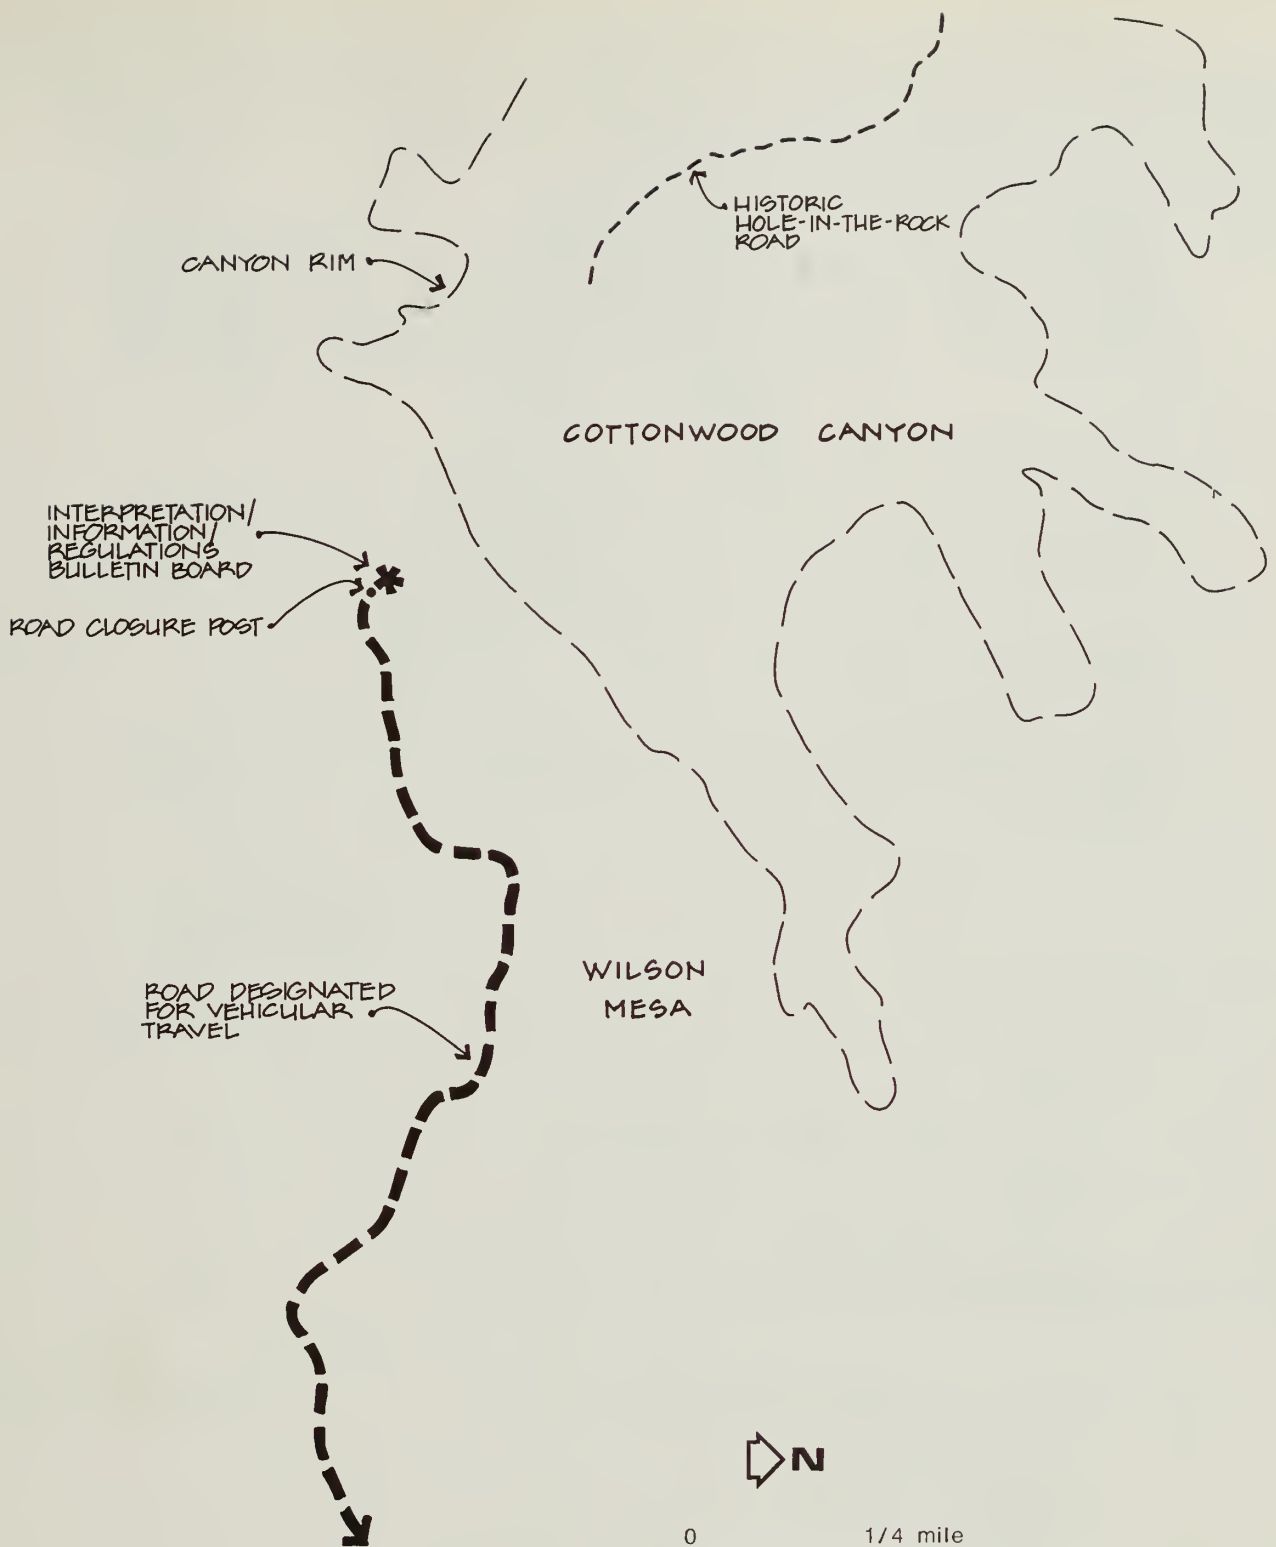 HISTORIC
HOLE-IN-THE-ROCK
ROAD
CANYON RIM
COTTONWOOD CANYON
INTERPRETATION/
INFORMATION/
REGULATIONS
BULLETIN BOARD
ROAD CLOSURE POST
WILSON
MESA
ROAD DESIGNATED
FOR VEHICULAR
TRAVEL
N
0 1/4 mile